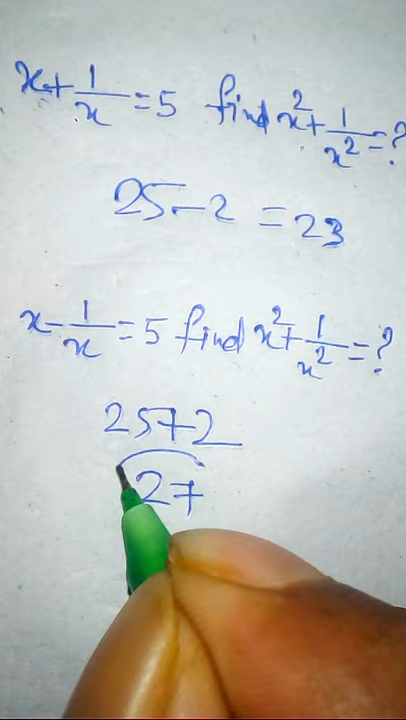 x + 1/x = 5 find x² + 1/x² = ?
25 - 2 = 23
x - 1/x = 5 find x² + 1/x² = ?
25 + 2
27